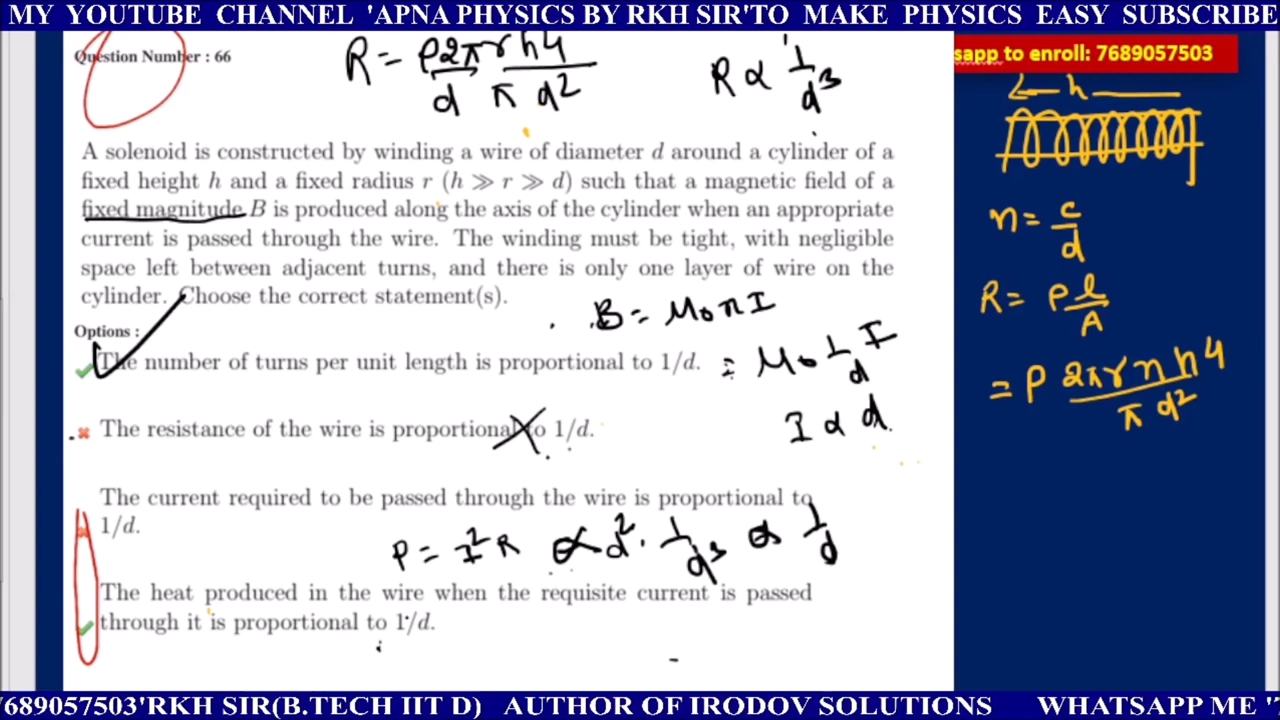 MY YOUTUBE CHANNEL 'APNA PHYSICS BY RKH SIR'TO MAKE PHYSICS EASY SUBSCRIBE
sapp to enroll: 7689057503
Question Number : 66
R = ρ2πr h4
d π d²
R ∝ 1/d³
h
A solenoid is constructed by winding a wire of diameter d around a cylinder of a
fixed height h and a fixed radius r (h ≫ r ≫ d) such that a magnetic field of a
fixed magnitude B is produced along the axis of the cylinder when an appropriate
current is passed through the wire. The winding must be tight, with negligible
space left between adjacent turns, and there is only one layer of wire on the
cylinder. Choose the correct statement(s).
n = c/d
R = ρ l/A
= ρ 2πr n h 4
π d²
B = μ₀ n I
Options :
The number of turns per unit length is proportional to 1/d.
= μ₀ 1/d I
I ∝ d
The resistance of the wire is proportional to 1/d.
The current required to be passed through the wire is proportional to
1/d.
P = I²R ∝ d² . 1/d³ ∝ 1/d
The heat produced in the wire when the requisite current is passed
through it is proportional to 1/d.
7689057503'RKH SIR(B.TECH IIT D) AUTHOR OF IRODOV SOLUTIONS WHATSAPP ME "